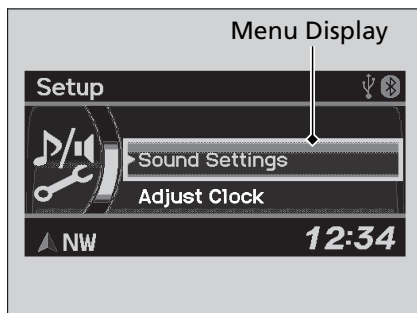 Menu Display
Setup
Sound Settings
Adjust Clock
NW
12:34